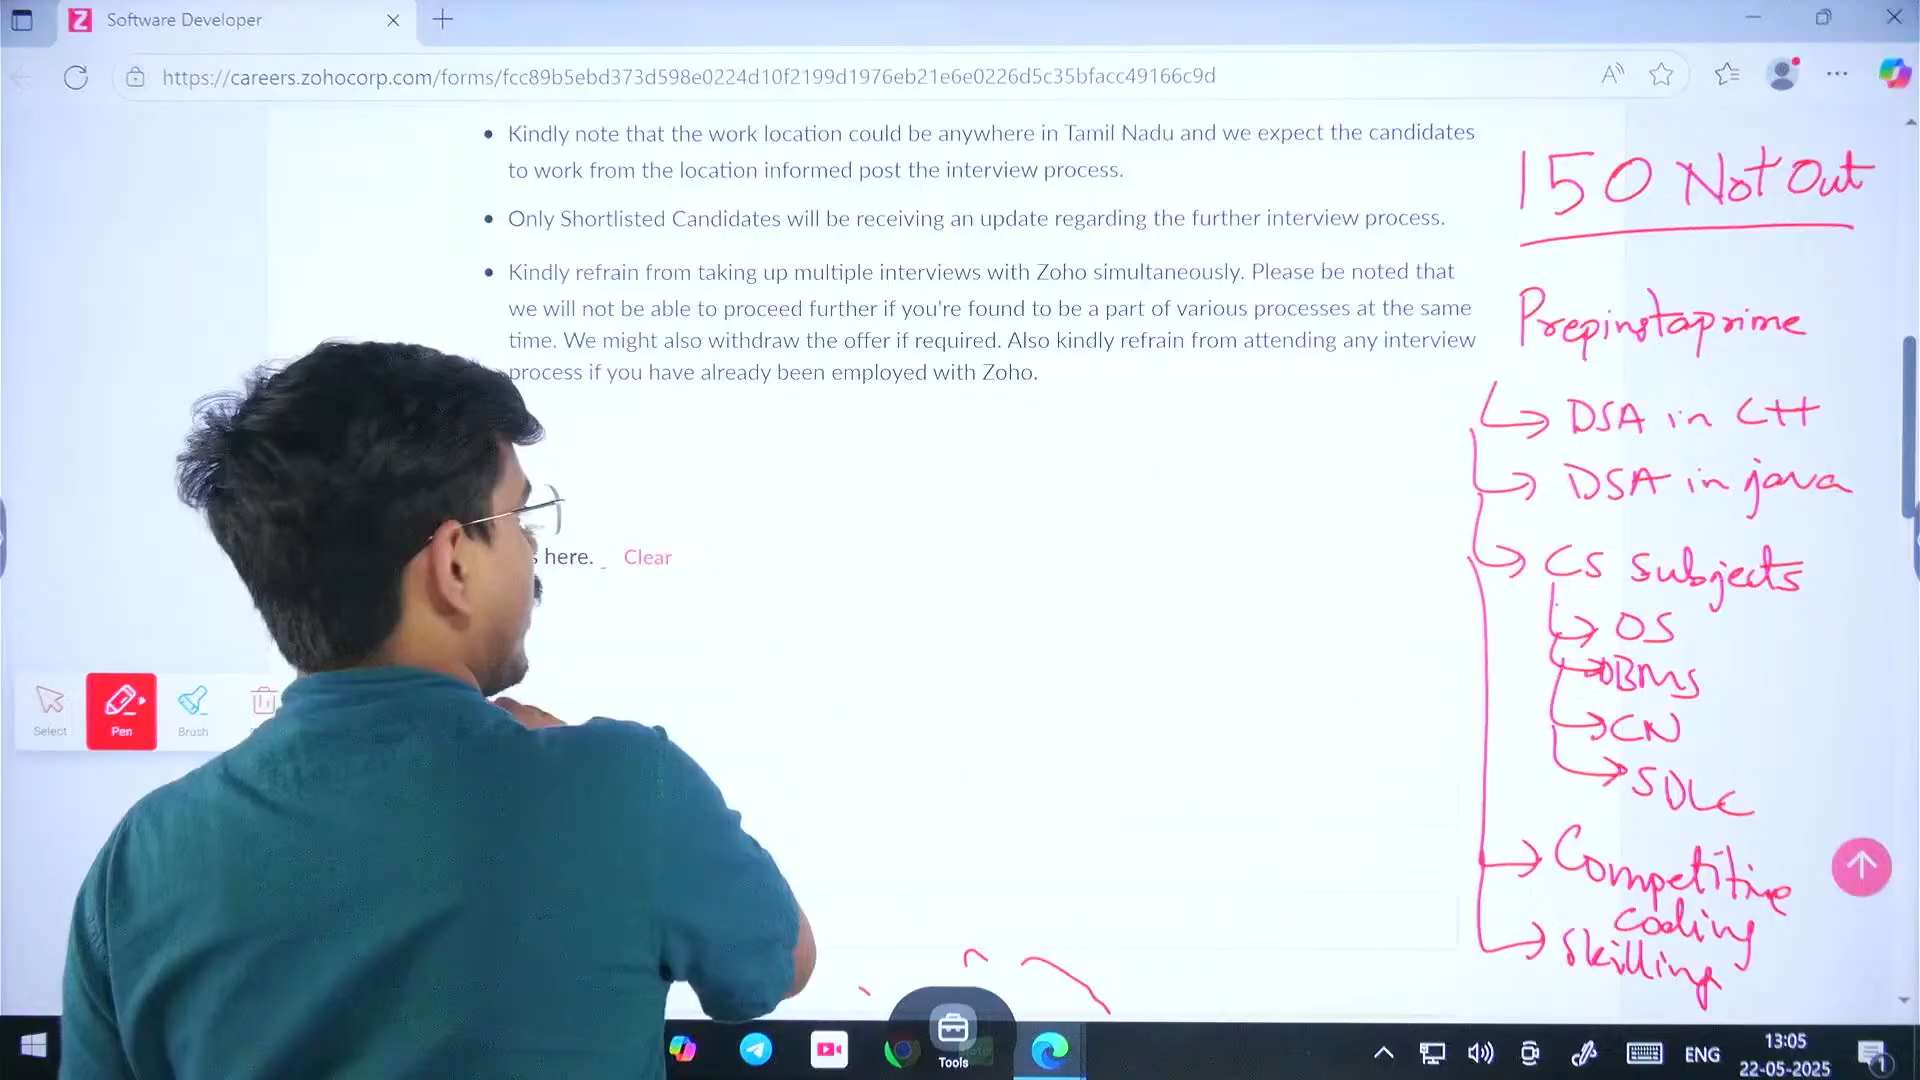 Software Developer
https://careers.zohocorp.com/forms/fcc89b5ebd373d598e0224d10f2199d1976eb21e6e0226d5c35bfacc49166c9d
• Kindly note that the work location could be anywhere in Tamil Nadu and we expect the candidates
to work from the location informed post the interview process.
• Only Shortlisted Candidates will be receiving an update regarding the further interview process.
• Kindly refrain from taking up multiple interviews with Zoho simultaneously. Please be noted that
we will not be able to proceed further if you're found to be a part of various processes at the same
time. We might also withdraw the offer if required. Also kindly refrain from attending any interview
process if you have already been employed with Zoho.
here. Clear
150 Not Out
Prepinstaprime
DSA in C++
DSA in java
CS subjects
OS
DBMS
CN
SDLC
Competitive
coding
Skilling
Select
Pen
Brush
Tools
ENG
13:05
22-05-2025
1